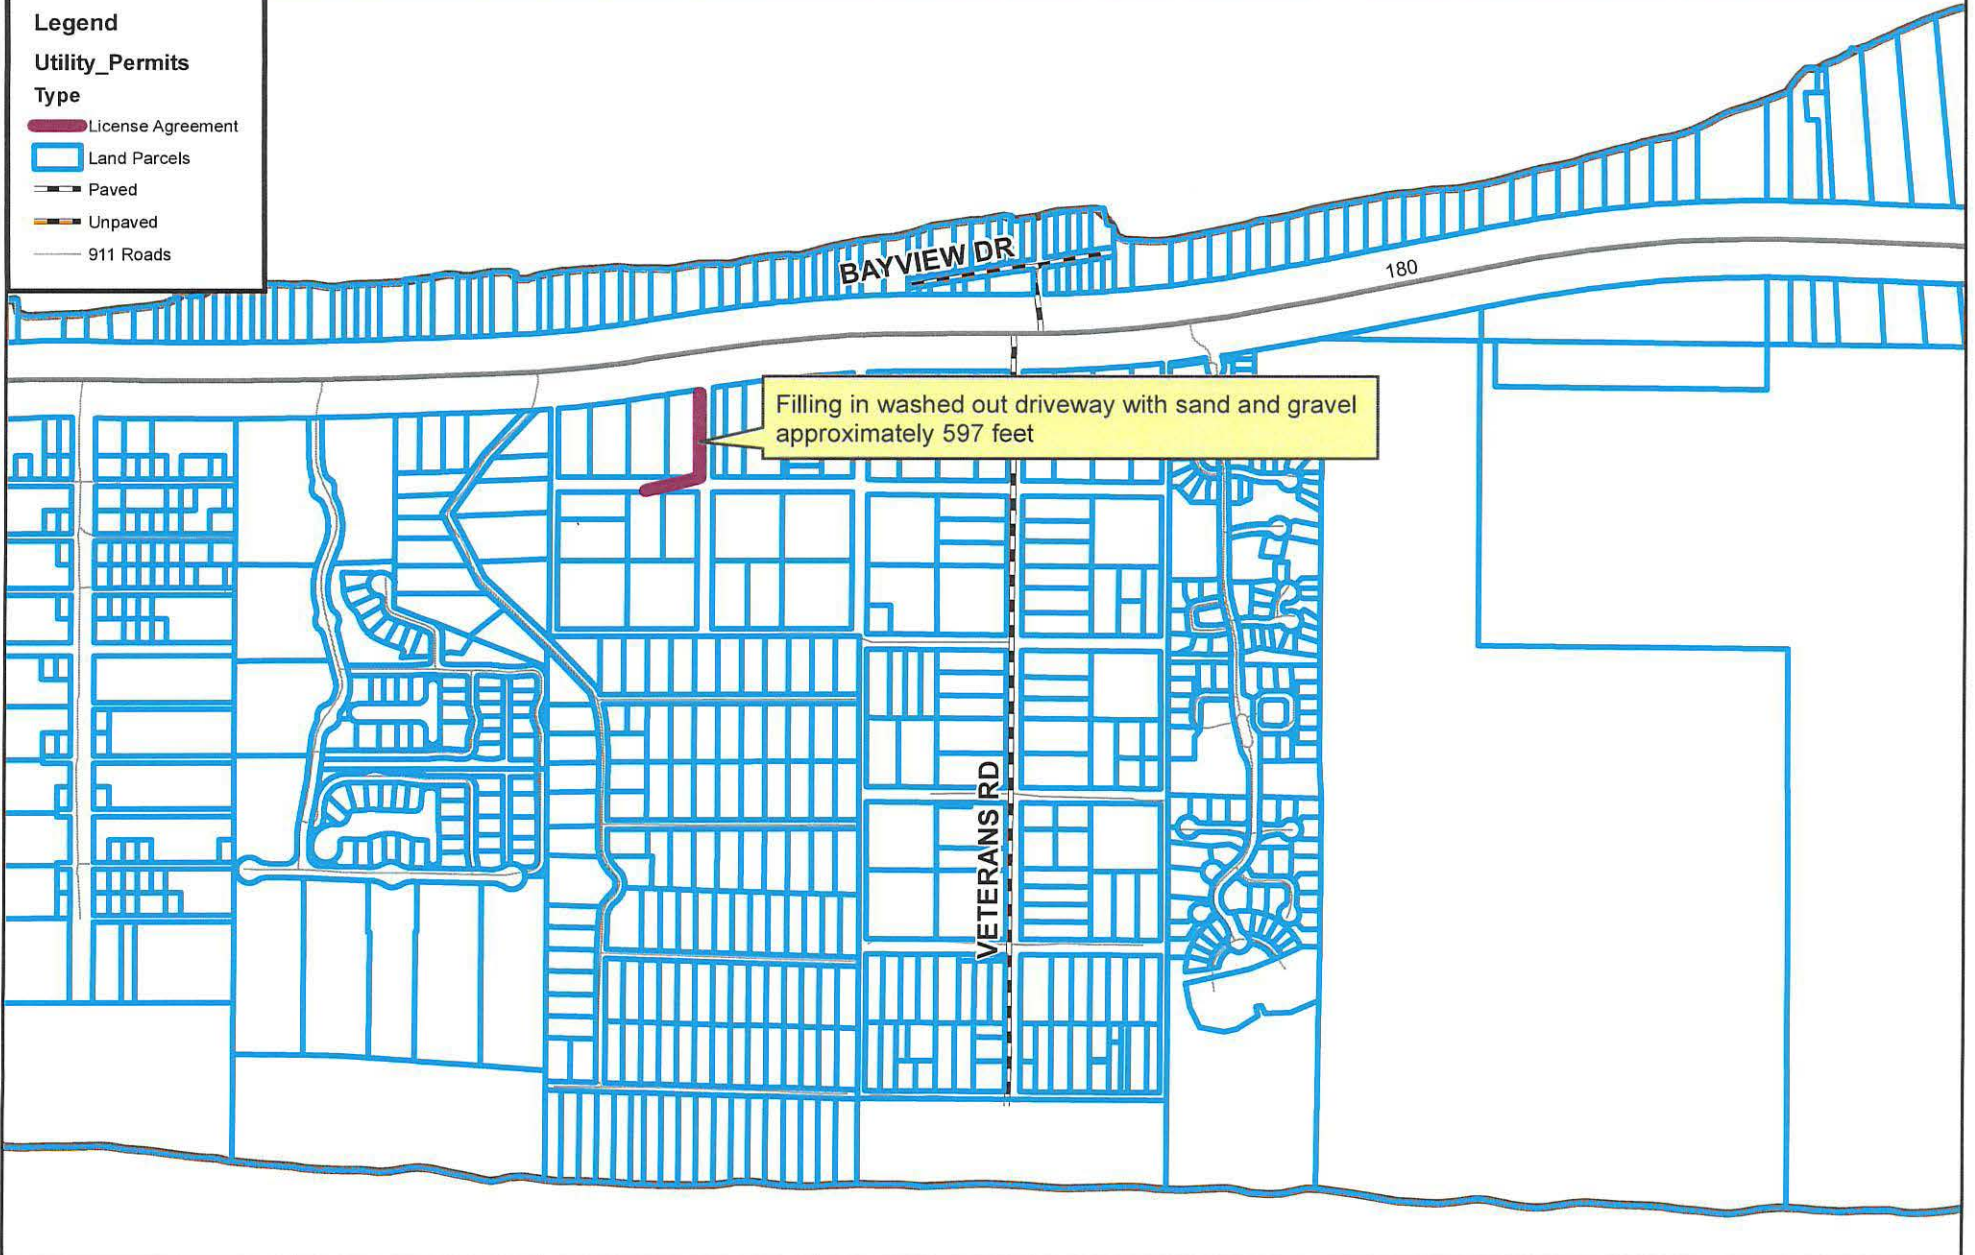 Legend
Utility_Permits
Type
License Agreement
Land Parcels
Paved
Unpaved
911 Roads
BAYVIEW DR
180
Filling in washed out driveway with sand and gravel
approximately 597 feet
VETERANS RD